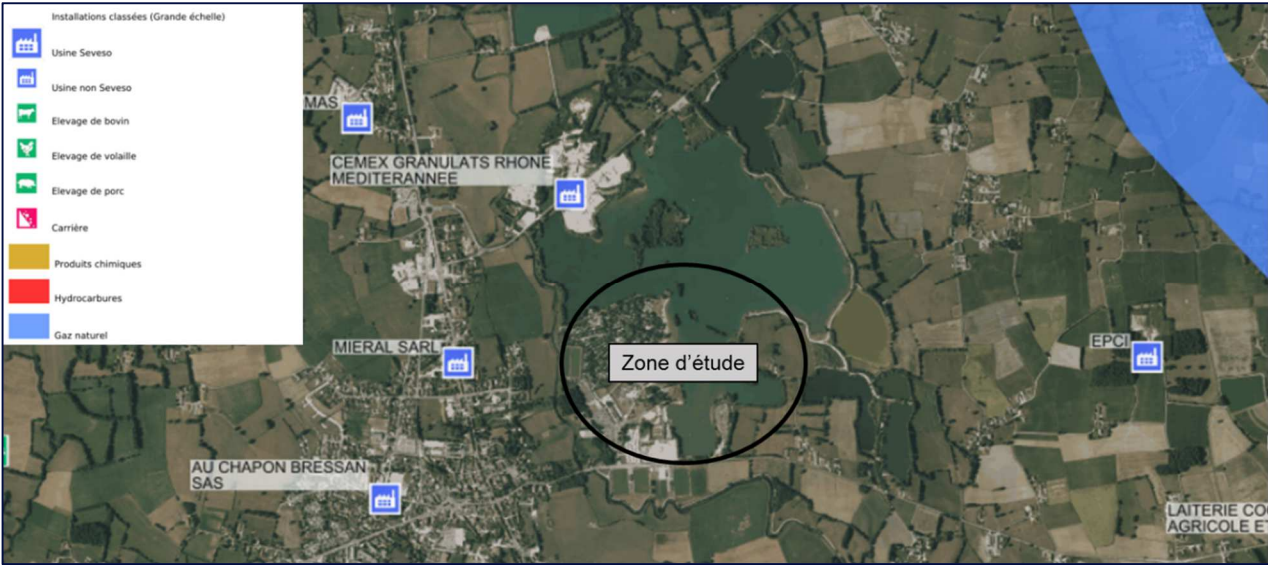 Installations classées (Grande échelle)
Usine Seveso
Usine non Seveso
Elevage de bovin
Elevage de volaille
Elevage de porc
Carrière
Produits chimiques
Hydrocarbures
Gaz naturel
MAS
CEMEX GRANULATS RHONE
MEDITERANNEE
MIERAL SARL
Zone d'étude
EPCI
AU CHAPON BRESSAN
SAS
LAITERIE COO
AGRICOLE ET